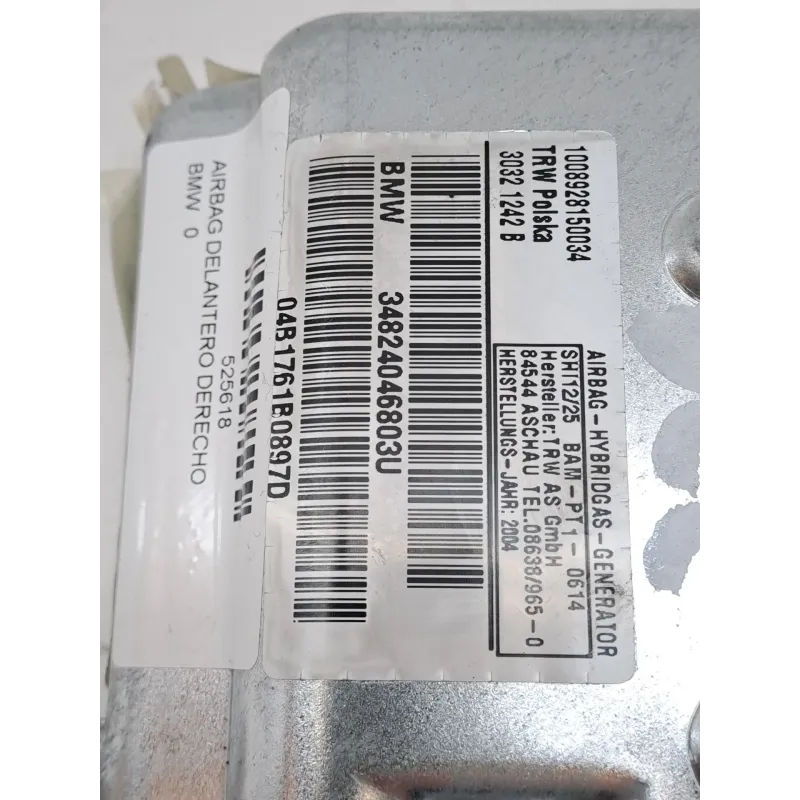 AIRBAG DELANTERO DERECHO
BMW 0
525618
1008928150034
TRW Polska
3032 1242 B
AIRBAG-HYBRIDGAS-GENERATOR
SHI12/25 BAM-PT1-0614
Hersteller:TRW AS GmbH
84544 ASCHAU TEL.08638/965-0
HERSTELLUNGS-JAHR: 2004
BMW 34824046803U
04B1761B0897D